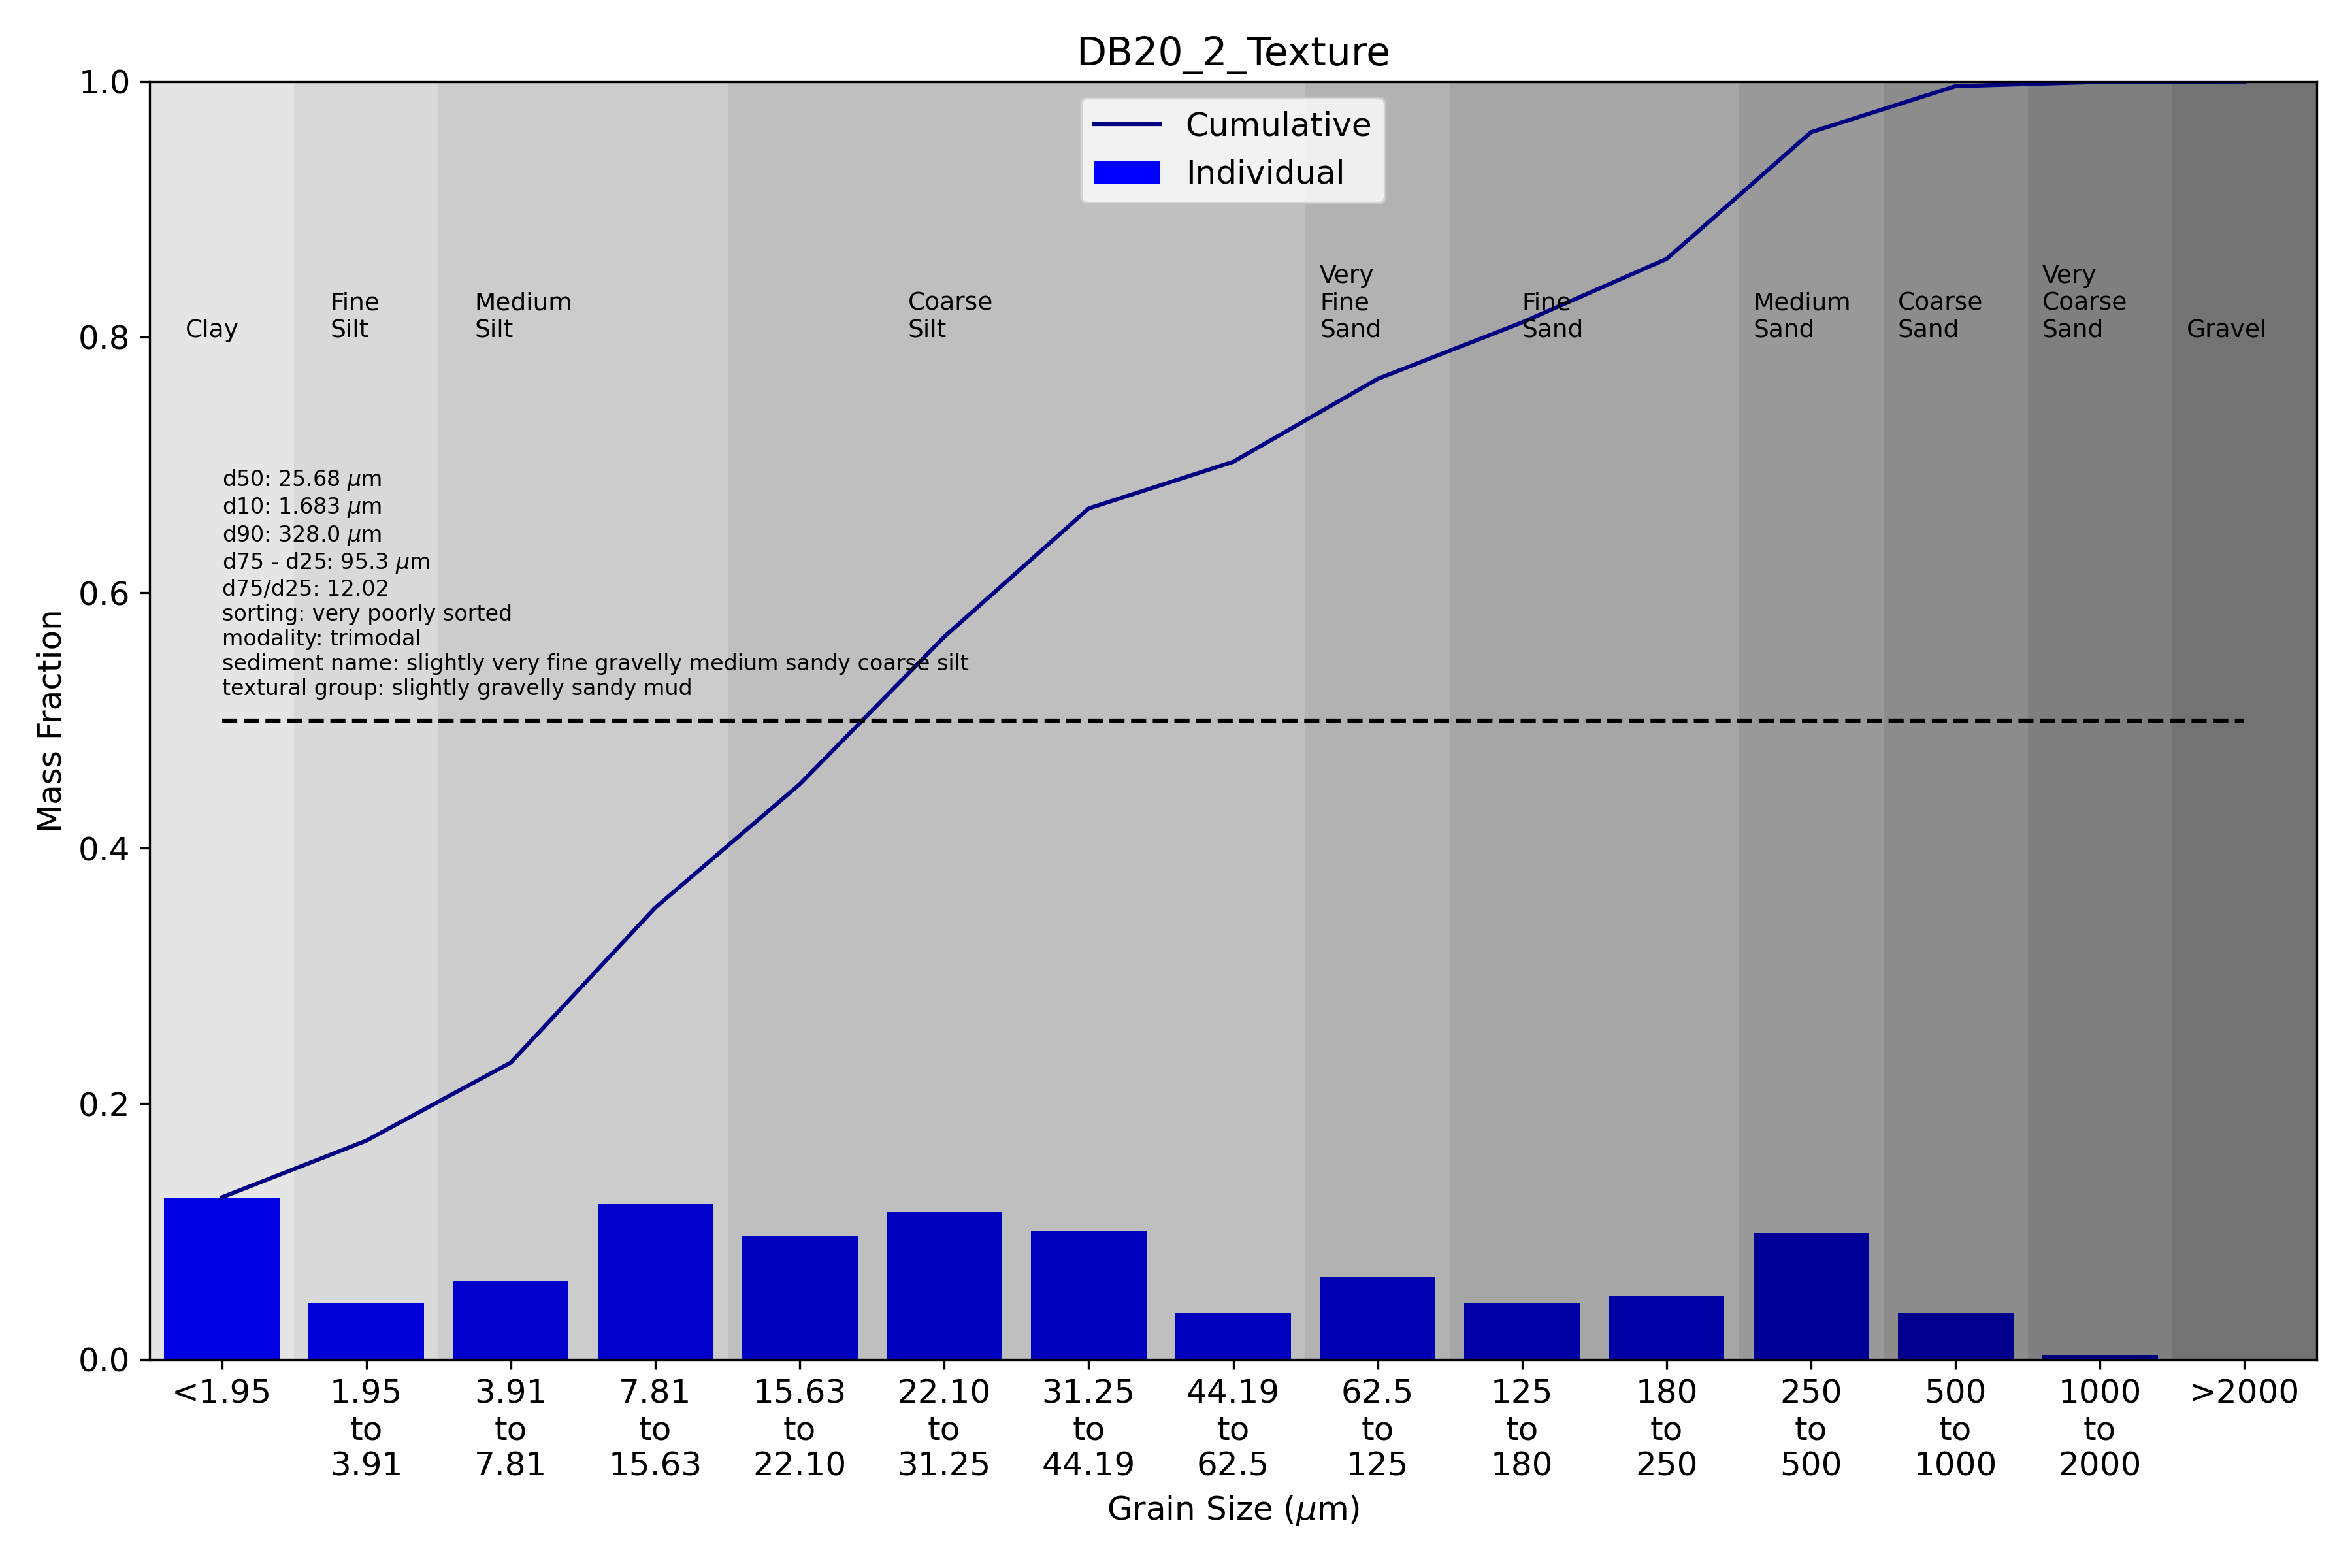 DB20_2_Texture
Cumulative
Individual
1.0
0.8
0.6
0.4
0.2
0.0
Mass Fraction
Clay
Fine
Silt
Medium
Silt
Coarse
Silt
Very
Fine
Sand
Fine
Sand
Medium
Sand
Coarse
Sand
Very
Coarse
Sand
Gravel
d50: 25.68 μm
d10: 1.683 μm
d90: 328.0 μm
d75 - d25: 95.3 μm
d75/d25: 12.02
sorting: very poorly sorted
modality: trimodal
sediment name: slightly very fine gravelly medium sandy coarse silt
textural group: slightly gravelly sandy mud
<1.95
1.95
to
3.91
3.91
to
7.81
7.81
to
15.63
15.63
to
22.10
22.10
to
31.25
31.25
to
44.19
44.19
to
62.5
62.5
to
125
125
to
180
180
to
250
250
to
500
500
to
1000
1000
to
2000
>2000
Grain Size (μm)